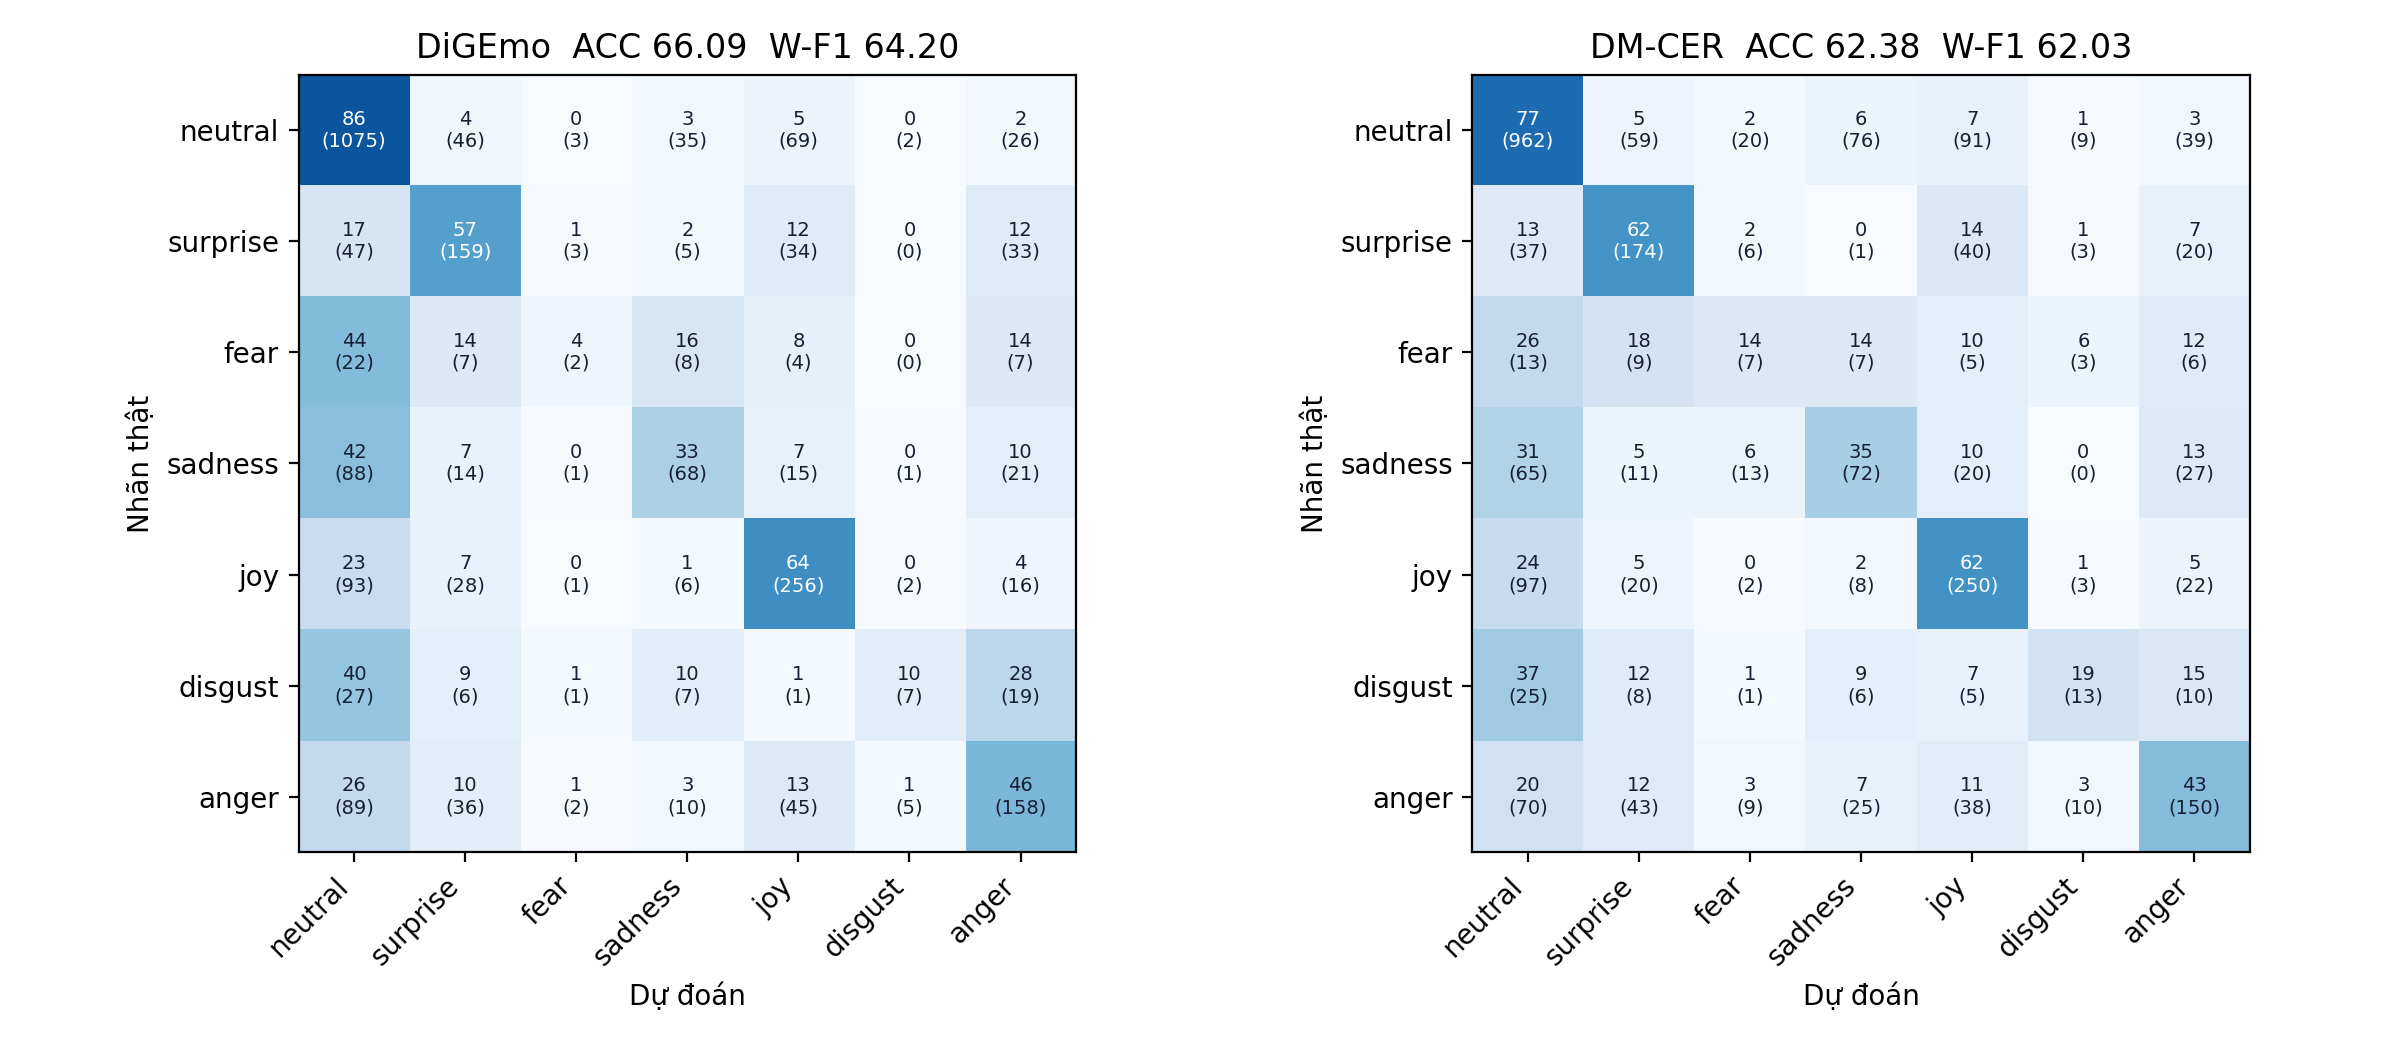 DiGEmo ACC 66.09 W-F1 64.20
Nhãn thật
neutral
86 4 0 3 5 0 2
(1075) (46) (3) (35) (69) (2) (26)
surprise
17 57 1 2 12 0 12
(47) (159) (3) (5) (34) (0) (33)
fear
44 14 4 16 8 0 14
(22) (7) (2) (8) (4) (0) (7)
sadness
42 7 0 33 7 0 10
(88) (14) (1) (68) (15) (1) (21)
joy
23 7 0 1 64 0 4
(93) (28) (1) (6) (256) (2) (16)
disgust
40 9 1 10 1 10 28
(27) (6) (1) (7) (1) (7) (19)
anger
26 10 1 3 13 1 46
(89) (36) (2) (10) (45) (5) (158)
neutral surprise fear sadness joy disgust anger
Dự đoán
DM-CER ACC 62.38 W-F1 62.03
Nhãn thật
neutral
77 5 2 6 7 1 3
(962) (59) (20) (76) (91) (9) (39)
surprise
13 62 2 0 14 1 7
(37) (174) (6) (1) (40) (3) (20)
fear
26 18 14 14 10 6 12
(13) (9) (7) (7) (5) (3) (6)
sadness
31 5 6 35 10 0 13
(65) (11) (13) (72) (20) (0) (27)
joy
24 5 0 2 62 1 5
(97) (20) (2) (8) (250) (3) (22)
disgust
37 12 1 9 7 19 15
(25) (8) (1) (6) (5) (13) (10)
anger
20 12 3 7 11 3 43
(70) (43) (9) (25) (38) (10) (150)
neutral surprise fear sadness joy disgust anger
Dự đoán